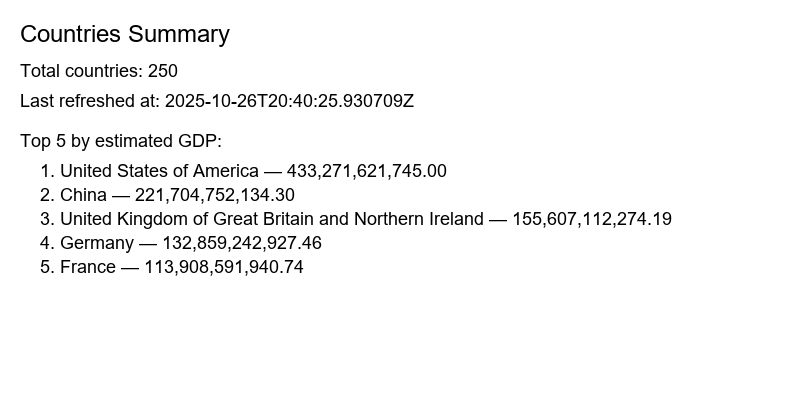 Countries Summary
Total countries: 250
Last refreshed at: 2025-10-26T20:40:25.930709Z
Top 5 by estimated GDP:
1. United States of America — 433,271,621,745.00
2. China — 221,704,752,134.30
3. United Kingdom of Great Britain and Northern Ireland — 155,607,112,274.19
4. Germany — 132,859,242,927.46
5. France — 113,908,591,940.74